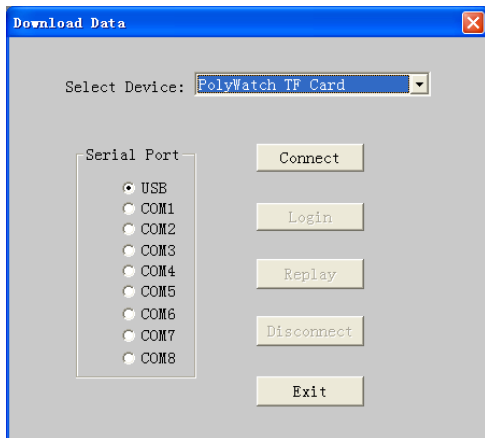 Download Data
Select Device: PolyWatch TF Card
Serial Port
USB
COM1
COM2
COM3
COM4
COM5
COM6
COM7
COM8
Connect
Login
Replay
Disconnect
Exit